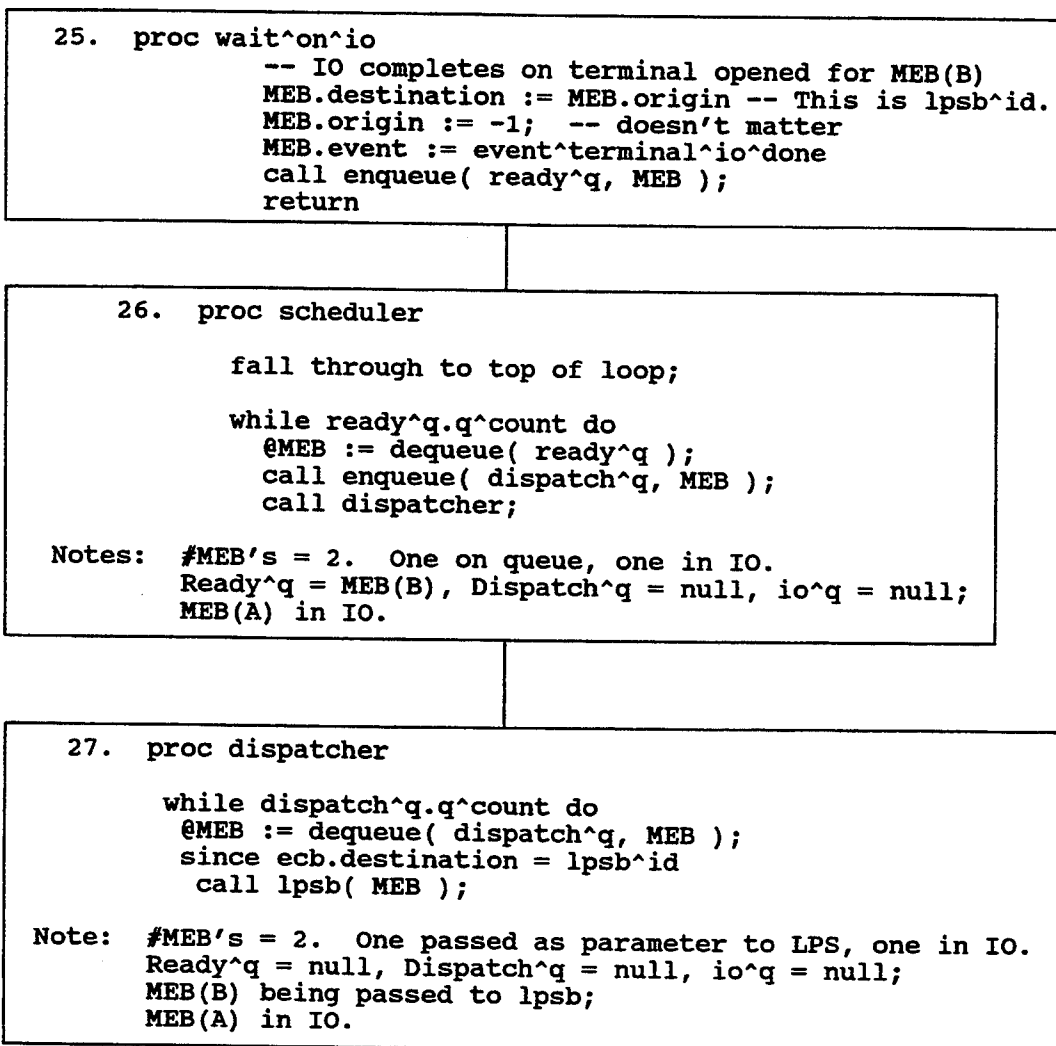 25. proc wait^on^io
-- IO completes on terminal opened for MEB(B)
MEB.destination := MEB.origin -- This is lpsb^id.
MEB.origin := -1; -- doesn't matter
MEB.event := event^terminal^io^done
call enqueue( ready^q, MEB );
return
26. proc scheduler
fall through to top of loop;
while ready^q.q^count do
@MEB := dequeue( ready^q );
call enqueue( dispatch^q, MEB );
call dispatcher;
Notes: #MEB's = 2. One on queue, one in IO.
Ready^q = MEB(B), Dispatch^q = null, io^q = null;
MEB(A) in IO.
27. proc dispatcher
while dispatch^q.q^count do
@MEB := dequeue( dispatch^q, MEB );
since ecb.destination = lpsb^id
call lpsb( MEB );
Note: #MEB's = 2. One passed as parameter to LPS, one in IO.
Ready^q = null, Dispatch^q = null, io^q = null;
MEB(B) being passed to lpsb;
MEB(A) in IO.